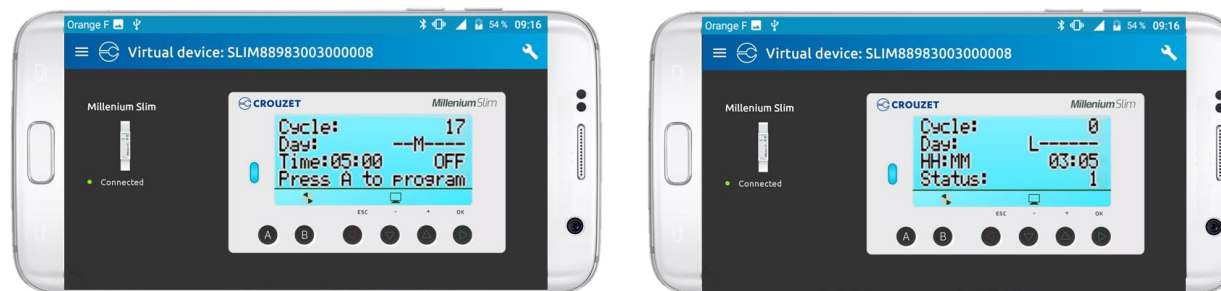 Orange F 54 % 09:16
Virtual device: SLIM88983003000008
Millenium Slim
Connected
CROUZET Millenium Slim
Cycle: 17
Day: --M----
Time:05:00 OFF
Press A to program
ESC - + OK
A B
Orange F 54 % 09:16
Virtual device: SLIM88983003000008
Millenium Slim
Connected
CROUZET Millenium Slim
Cycle: 0
Day: L------
HH:MM 03:05
Status: 1
ESC - + OK
A B